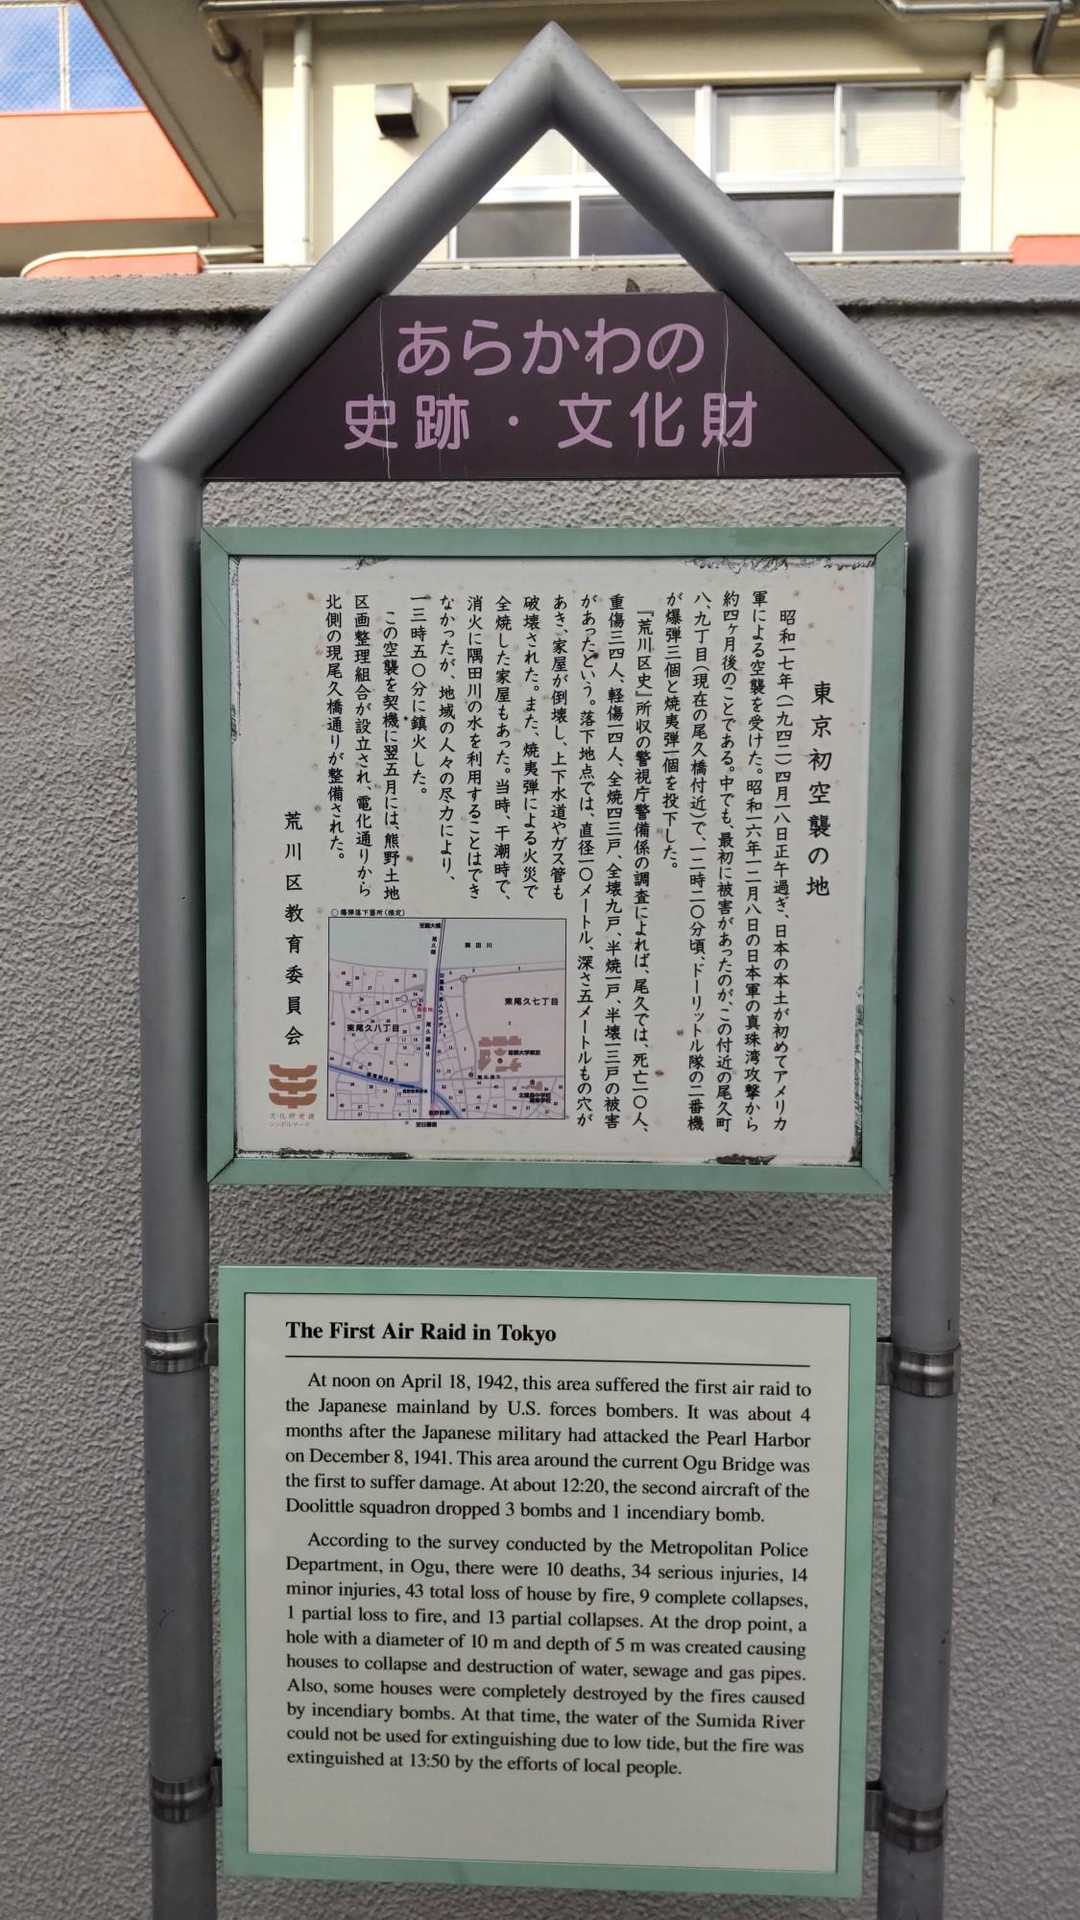 あらかわの
史跡・文化財
東京初空襲の地
昭和一七年(一九四二)四月一八日正午過ぎ、日本の本土が初めてアメリカ
軍による空襲を受けた。昭和一六年一二月八日の日本軍の真珠湾攻撃から
約四ヶ月後のことである。中でも、最初に被害があったのが、この付近の尾久町
八、九丁目(現在の尾久橋付近)で、一二時二〇分頃、ドーリットル隊の二番機
が爆弾三個と焼夷弾一個を投下した。
『荒川区史』所収の警視庁警備係の調査によれば、尾久では、死亡一〇人、
重傷三四人、軽傷一四人、全焼四三戸、全壊九戸、半焼一戸、半壊一三戸の被害
があったという。落下地点では、直径一〇メートル、深さ五メートルもの穴が
あき、家屋が倒壊し、上下水道やガス管も
破壊された。また、焼夷弾による火災で
全焼した家屋もあった。当時、干潮時で、
消火に隅田川の水を利用することはでき
なかったが、地域の人々の尽力により、
一三時五〇分に鎮火した。
この空襲を契機に翌五月には、熊野土地
区画整理組合が設立され、電化通りから
北側の現尾久橋通りが整備された。
荒川区教育委員会
○爆弾落下箇所(推定)
隅田川
尾久橋
東尾久七丁目
東尾久八丁目
尾久橋通り
文化財愛護
シンボルマーク
The First Air Raid in Tokyo
At noon on April 18, 1942, this area suffered the first air raid to
the Japanese mainland by U.S. forces bombers. It was about 4
months after the Japanese military had attacked the Pearl Harbor
on December 8, 1941. This area around the current Ogu Bridge was
the first to suffer damage. At about 12:20, the second aircraft of the
Doolittle squadron dropped 3 bombs and 1 incendiary bomb.
According to the survey conducted by the Metropolitan Police
Department, in Ogu, there were 10 deaths, 34 serious injuries, 14
minor injuries, 43 total loss of house by fire, 9 complete collapses,
1 partial loss to fire, and 13 partial collapses. At the drop point, a
hole with a diameter of 10 m and depth of 5 m was created causing
houses to collapse and destruction of water, sewage and gas pipes.
Also, some houses were completely destroyed by the fires caused
by incendiary bombs. At that time, the water of the Sumida River
could not be used for extinguishing due to low tide, but the fire was
extinguished at 13:50 by the efforts of local people.